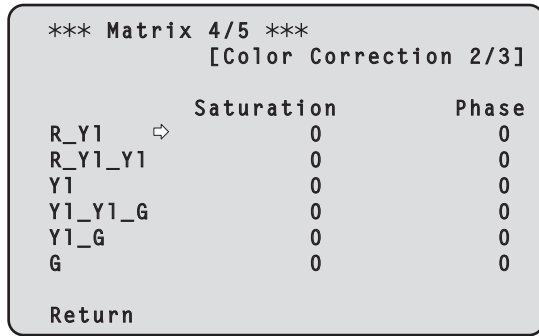 *** Matrix 4/5 ***
[Color Correction 2/3]
Saturation Phase
R_Yl ⇨ 0 0
R_Yl_Yl 0 0
Yl 0 0
Yl_Yl_G 0 0
Yl_G 0 0
G 0 0
Return